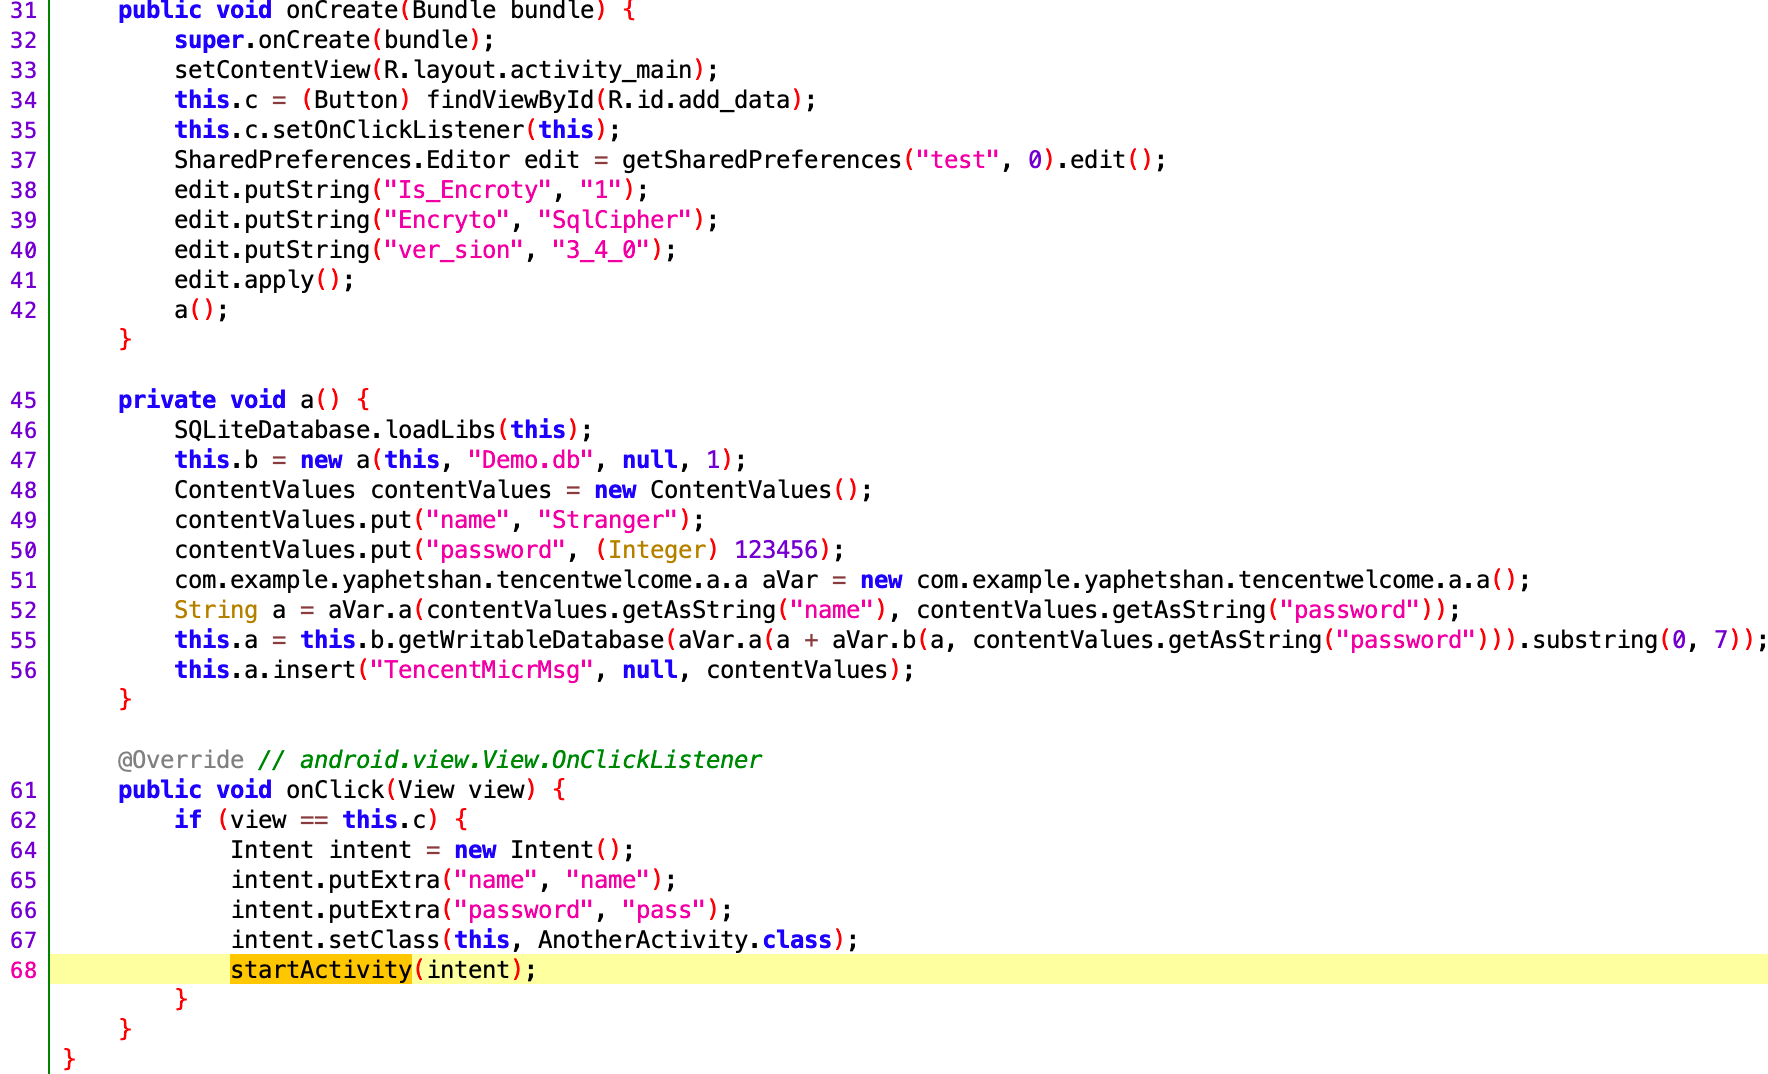 31 public void onCreate(Bundle bundle) {
32 super.onCreate(bundle);
33 setContentView(R.layout.activity_main);
34 this.c = (Button) findViewById(R.id.add_data);
35 this.c.setOnClickListener(this);
37 SharedPreferences.Editor edit = getSharedPreferences("test", 0).edit();
38 edit.putString("Is_Encroty", "1");
39 edit.putString("Encryto", "SqlCipher");
40 edit.putString("ver_sion", "3_4_0");
41 edit.apply();
42 a();
}
45 private void a() {
46 SQLiteDatabase.loadLibs(this);
47 this.b = new a(this, "Demo.db", null, 1);
48 ContentValues contentValues = new ContentValues();
49 contentValues.put("name", "Stranger");
50 contentValues.put("password", (Integer) 123456);
51 com.example.yaphetshan.tencentwelcome.a.a aVar = new com.example.yaphetshan.tencentwelcome.a.a();
52 String a = aVar.a(contentValues.getAsString("name"), contentValues.getAsString("password"));
55 this.a = this.b.getWritableDatabase(aVar.a(a + aVar.b(a, contentValues.getAsString("password"))).substring(0, 7));
56 this.a.insert("TencentMicrMsg", null, contentValues);
}
@Override // android.view.View.OnClickListener
61 public void onClick(View view) {
62 if (view == this.c) {
64 Intent intent = new Intent();
65 intent.putExtra("name", "name");
66 intent.putExtra("password", "pass");
67 intent.setClass(this, AnotherActivity.class);
68 startActivity(intent);
}
}
}